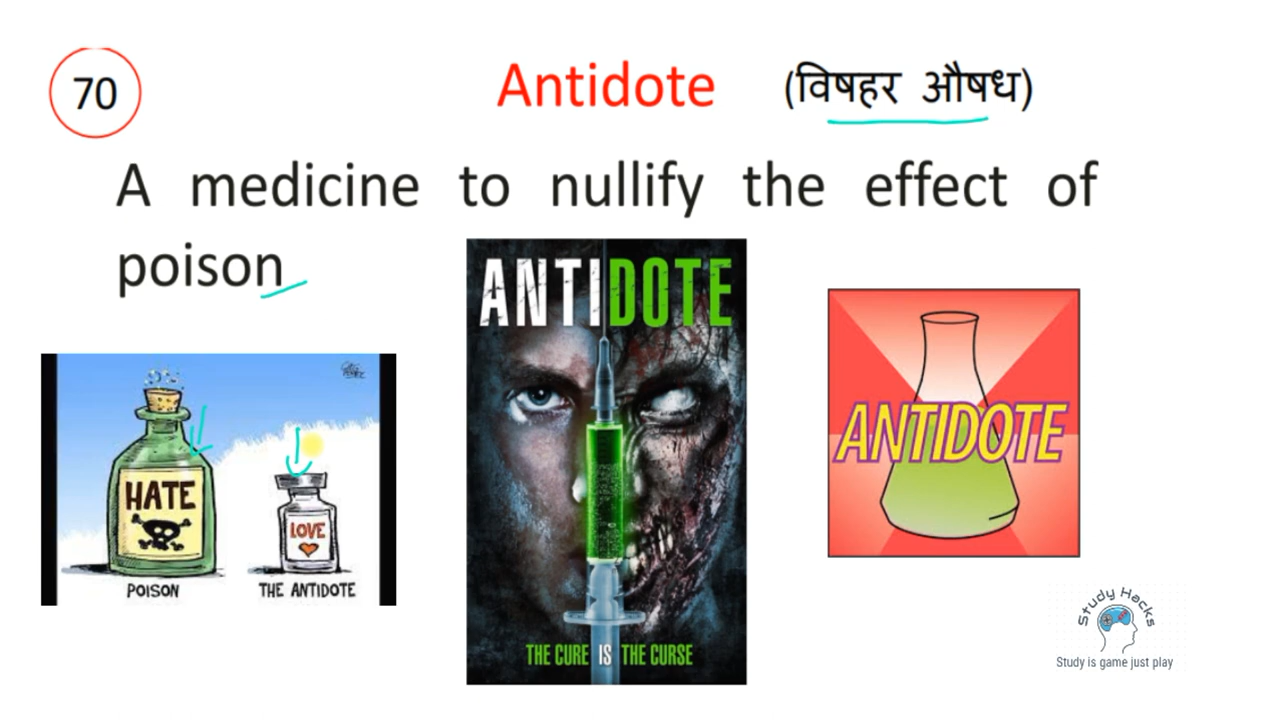 70
Antidote (विषहर औषध)
A medicine to nullify the effect of
poison
HATE
LOVE
POISON
THE ANTIDOTE
ANTIDOTE
THE CURE IS THE CURSE
ANTIDOTE
Study Hacks
Study is game just play